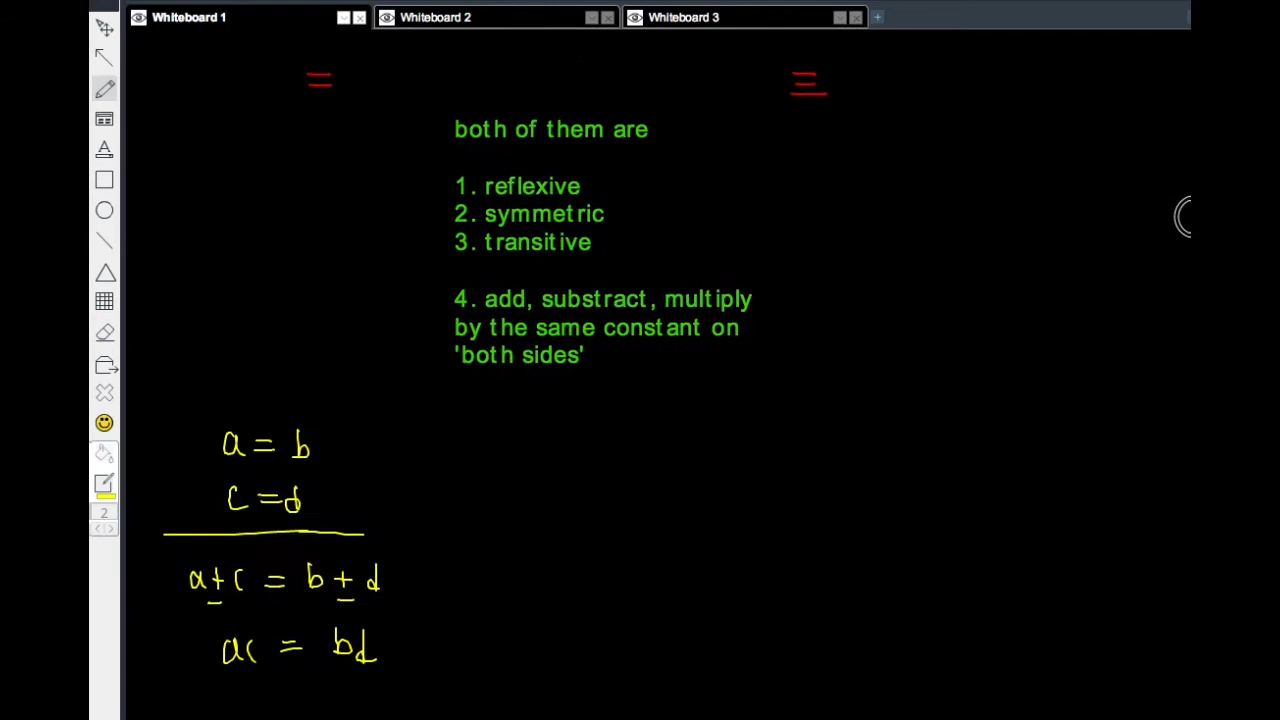 Whiteboard 1
Whiteboard 2
Whiteboard 3
=
≡
both of them are
1. reflexive
2. symmetric
3. transitive
4. add, substract, multiply
by the same constant on
'both sides'
a = b
c = d
a ± c = b ± d
ac = bd
2